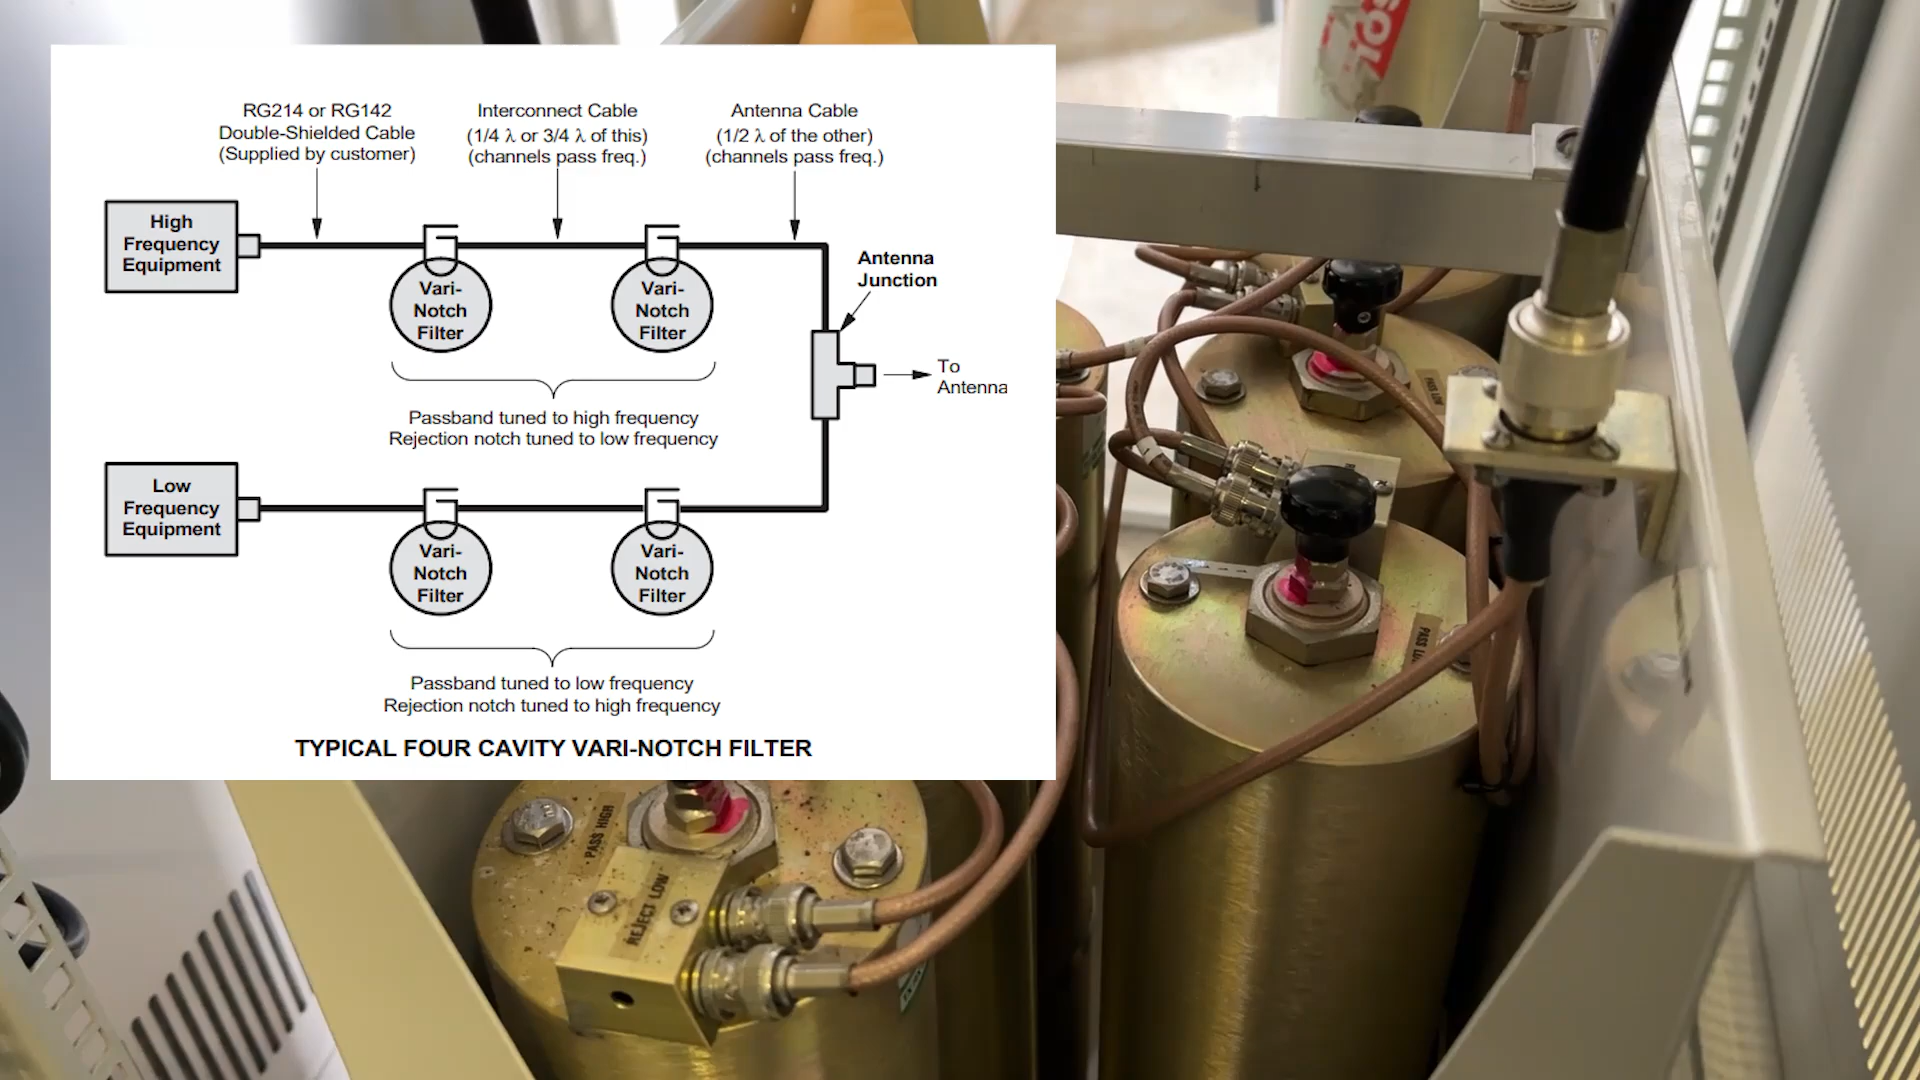 RG214 or RG142
Double-Shielded Cable
(Supplied by customer)
Interconnect Cable
(1/4 λ or 3/4 λ of this)
(channels pass freq.)
Antenna Cable
(1/2 λ of the other)
(channels pass freq.)
High
Frequency
Equipment
Vari-
Notch
Filter
Vari-
Notch
Filter
Antenna
Junction
To
Antenna
Passband tuned to high frequency
Rejection notch tuned to low frequency
Low
Frequency
Equipment
Vari-
Notch
Filter
Vari-
Notch
Filter
Passband tuned to low frequency
Rejection notch tuned to high frequency
TYPICAL FOUR CAVITY VARI-NOTCH FILTER
PASS HIGH
REJECT LOW
PASS LOW
PASS